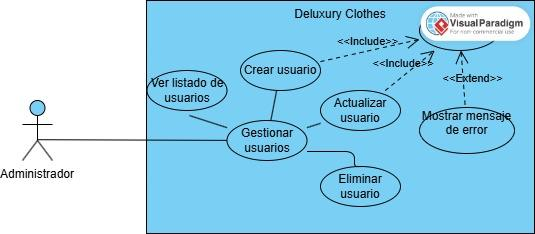 Deluxury Clothes
Made with
Visual Paradigm
For non-commercial use
<<Include>>
Crear usuario
<<Include>>
Ver listado de
usuarios
<<Extend>>
Actualizar
usuario
Mostrar mensaje
de error
Gestionar
usuarios
Administrador
Eliminar
usuario